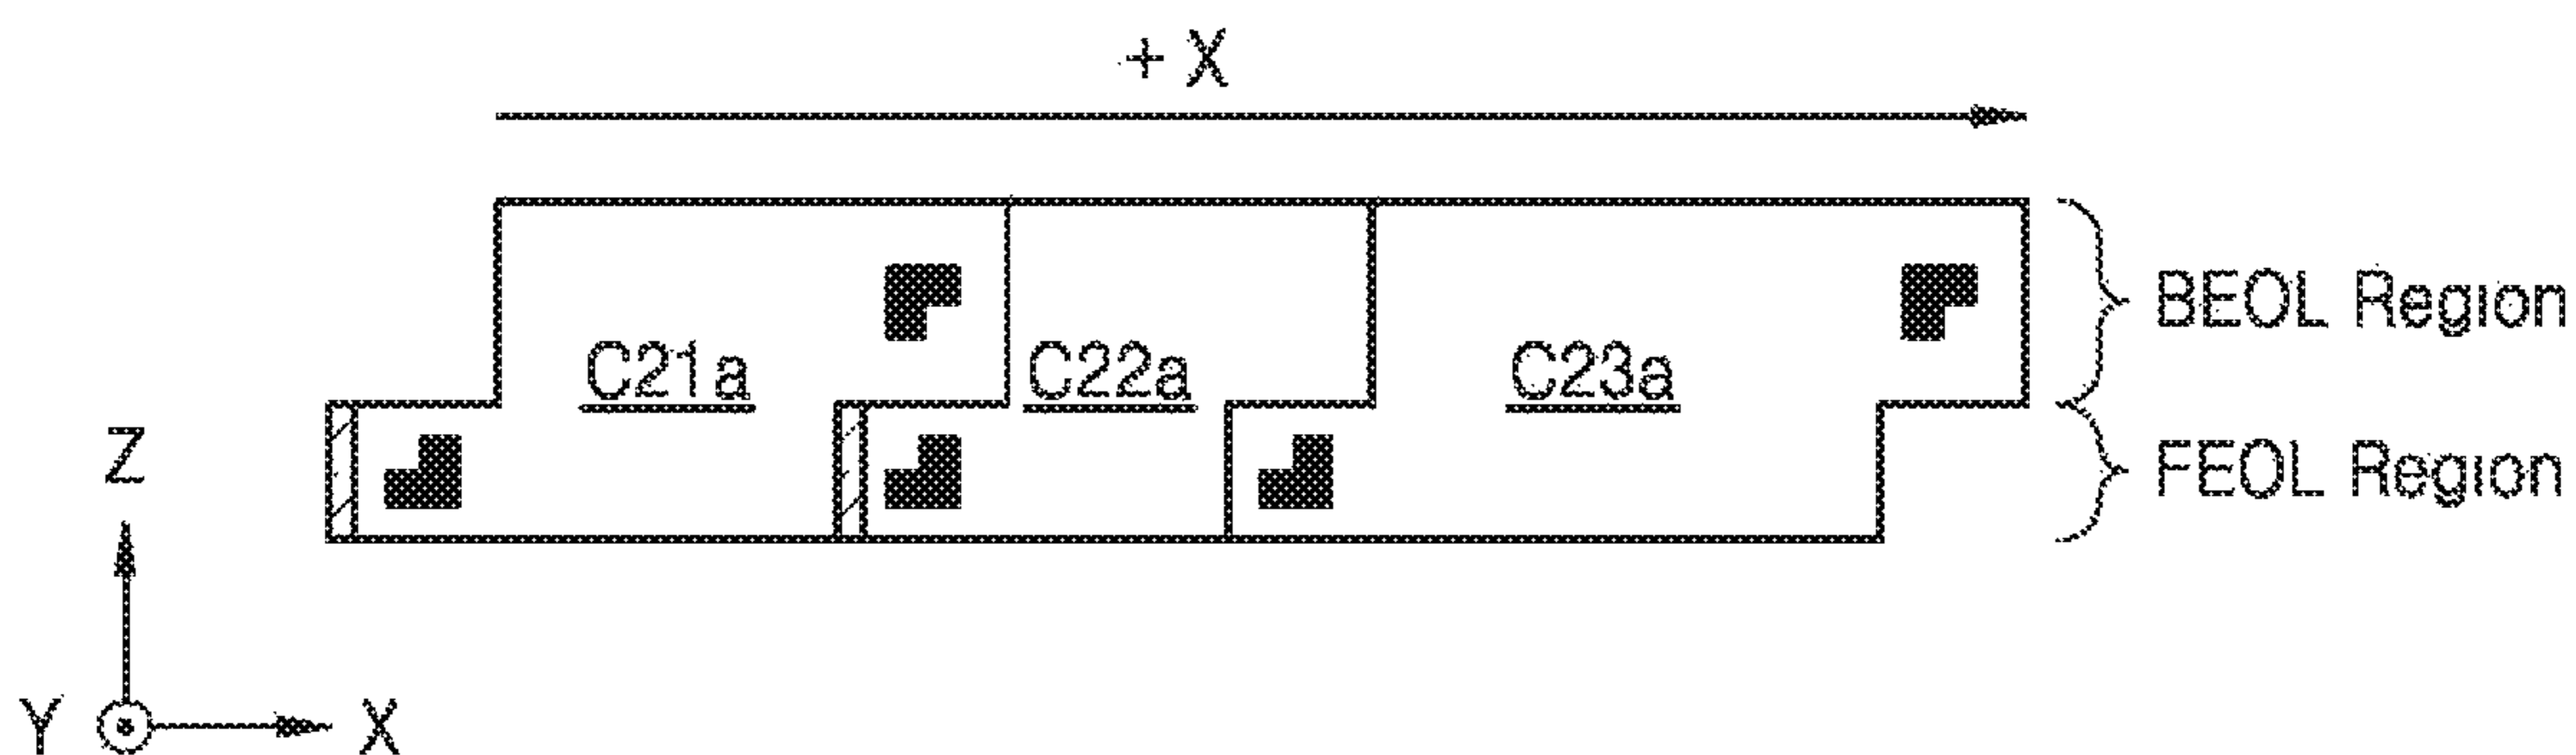 + X
BEOL Region
C21a C22a C23a
FEOL Region
Z
Y X